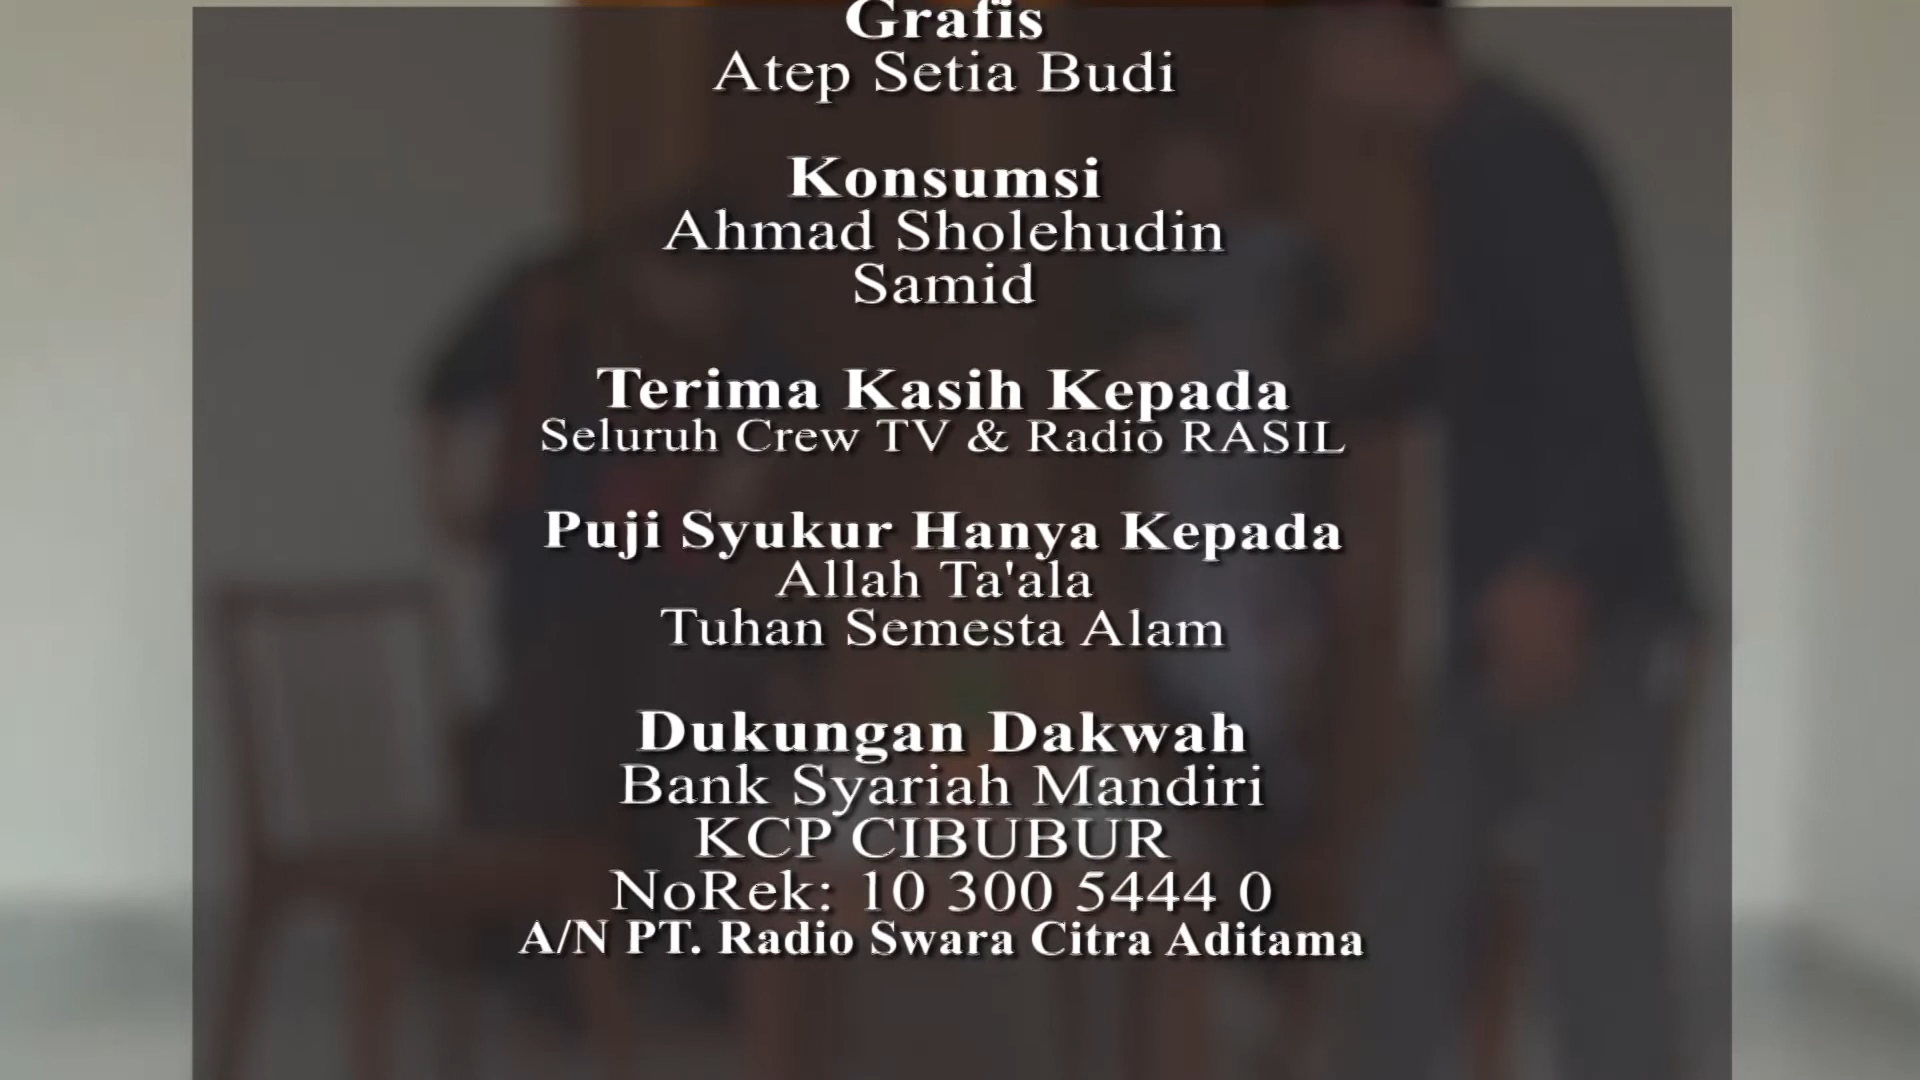 Grafis
Atep Setia Budi
Konsumsi
Ahmad Sholehudin
Samid
Terima Kasih Kepada
Seluruh Crew TV & Radio RASIL
Puji Syukur Hanya Kepada
Allah Ta'ala
Tuhan Semesta Alam
Dukungan Dakwah
Bank Syariah Mandiri
KCP CIBUBUR
NoRek: 10 300 5444 0
A/N PT. Radio Swara Citra Aditama